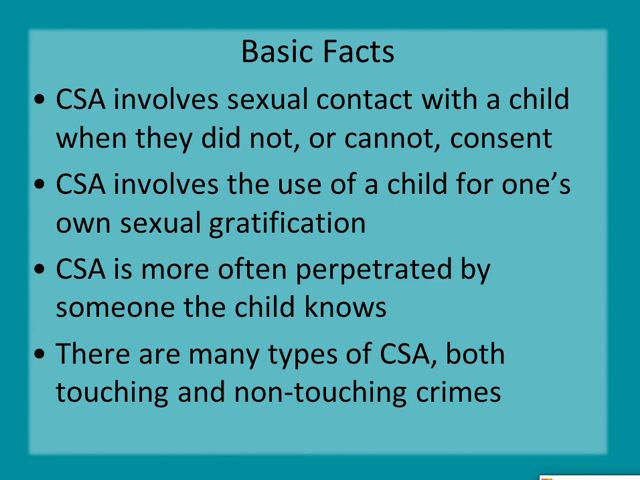 Basic Facts
• CSA involves sexual contact with a child
when they did not, or cannot, consent
• CSA involves the use of a child for one’s
own sexual gratification
• CSA is more often perpetrated by
someone the child knows
• There are many types of CSA, both
touching and non-touching crimes